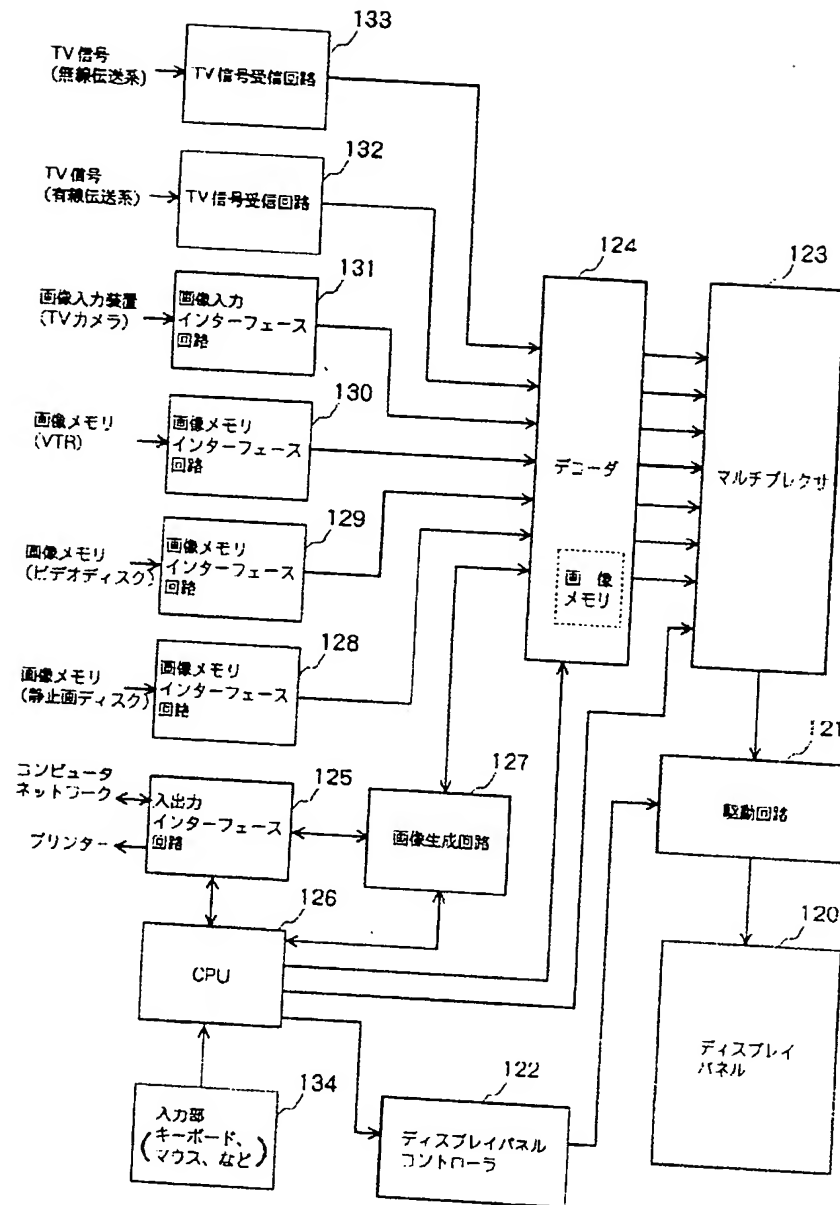 133
TV信号
(無線伝送系)
TV信号受信回路
132
TV信号
(有線伝送系)
TV信号受信回路
131
画像入力装置
(TVカメラ)
画像入力
インターフェース
回路
124
123
130
画像メモリ
(VTR)
画像メモリ
インターフェース
回路
デコーダ
マルチプレクサ
129
画像メモリ
(ビデオディスク)
画像メモリ
インターフェース
回路
画像
メモリ
128
画像メモリ
(静止画ディスク)
画像メモリ
インターフェース
回路
125
コンピュータ
ネットワーク
プリンター
入出力
インターフェース
回路
127
画像生成回路
121
駆動回路
126
CPU
120
ディスプレイ
パネル
134
入力部
(キーボード、
マウス、など)
122
ディスプレイパネル
コントローラ